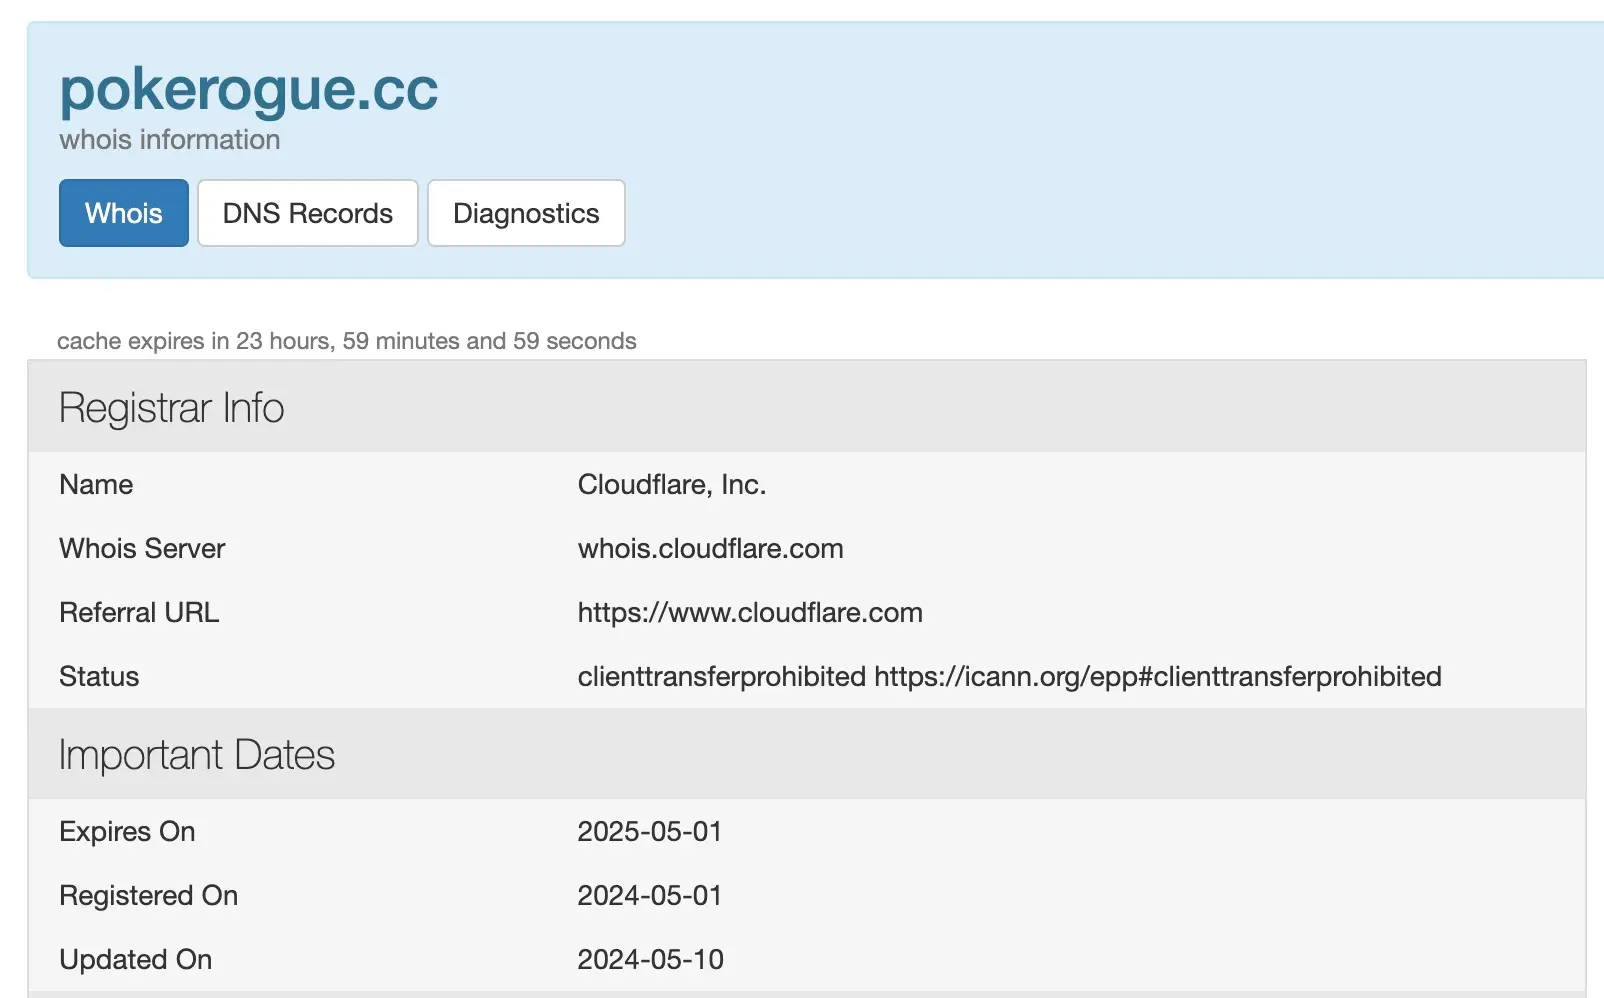 pokerogue.cc
whois information
Whois DNS Records Diagnostics
cache expires in 23 hours, 59 minutes and 59 seconds
Registrar Info
Name Cloudflare, Inc.
Whois Server whois.cloudflare.com
Referral URL https://www.cloudflare.com
Status clienttransferprohibited https://icann.org/epp#clienttransferprohibited
Important Dates
Expires On 2025-05-01
Registered On 2024-05-01
Updated On 2024-05-10